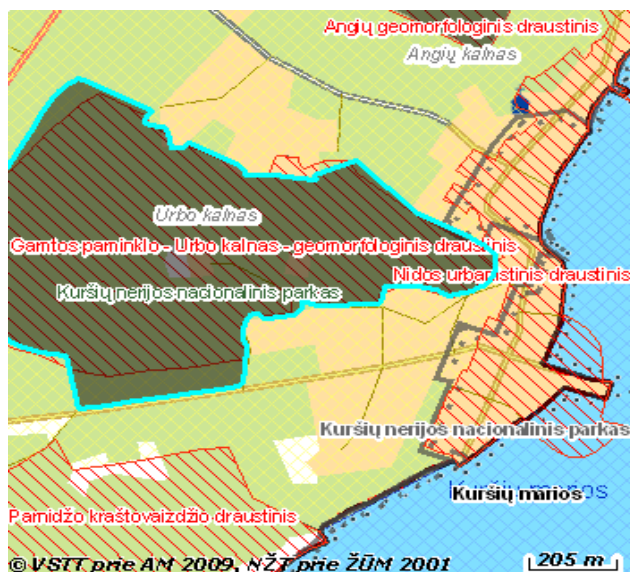 Angių geomorfologinis draustinis
Angių kalnas
Urbo kalnas
Gamtos paminklo - Urbo kalnas - geomorfologinis draustinis
Nidos urbanistinis draustinis
Kuršių nerijos nacionalinis parkas
Kuršių nerijos nacionalinis parkas
Kuršių marios
Kuršių marios
Parnidžo kraštovaizdžio draustinis
© VSTT prie AM 2009, NŽT prie ŽŪM 2001
205 m